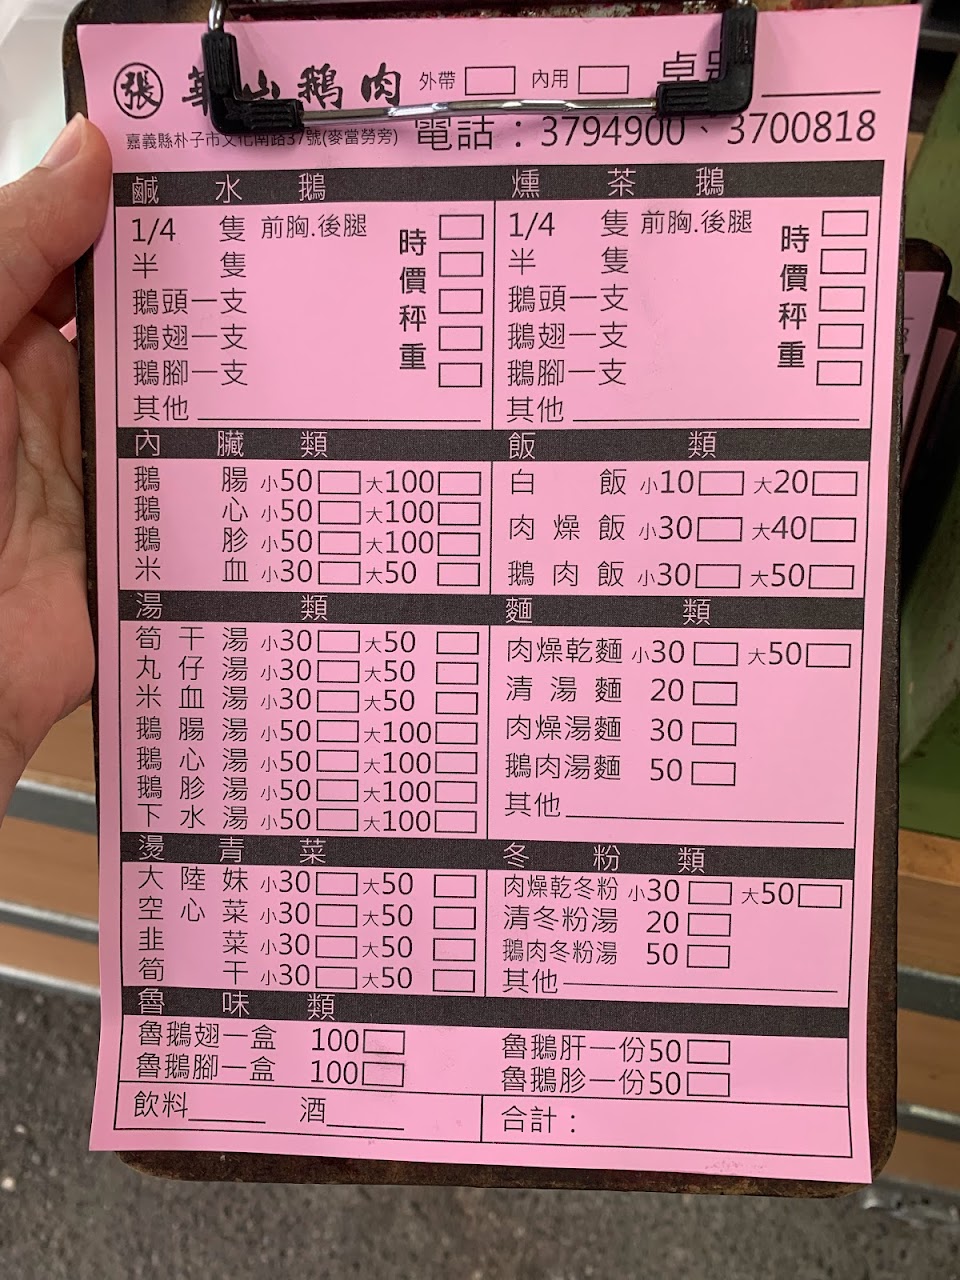 張 華山鵝肉 外帶 內用 桌號
嘉義縣朴子市文化南路37號(麥當勞旁) 電話：3794900、3700818
鹹水鵝
1/4隻 前胸.後腿
半隻
鵝頭一支
鵝翅一支
鵝腳一支
時價秤重
其他
燻茶鵝
1/4隻 前胸.後腿
半隻
鵝頭一支
鵝翅一支
鵝腳一支
時價秤重
其他
內臟類
鵝腸 小50 大100
鵝心 小50 大100
鵝胗 小50 大100
米血 小30 大50
飯類
白飯 小10 大20
肉燥飯 小30 大40
鵝肉飯 小30 大50
湯類
筍干湯 小30 大50
丸仔湯 小30 大50
米血湯 小30 大50
鵝腸湯 小50 大100
鵝心湯 小50 大100
鵝胗湯 小50 大100
下水湯 小50 大100
麵類
肉燥乾麵 小30 大50
清湯麵 20
肉燥湯麵 30
鵝肉湯麵 50
其他
燙青菜
大陸妹 小30 大50
空心菜 小30 大50
韭菜 小30 大50
筍干 小30 大50
冬粉類
肉燥乾冬粉 小30 大50
清冬粉湯 20
鵝肉冬粉湯 50
其他
魯味類
魯鵝翅一盒 100
魯鵝腳一盒 100
魯鵝肝一份50
魯鵝胗一份50
飲料 酒
合計：